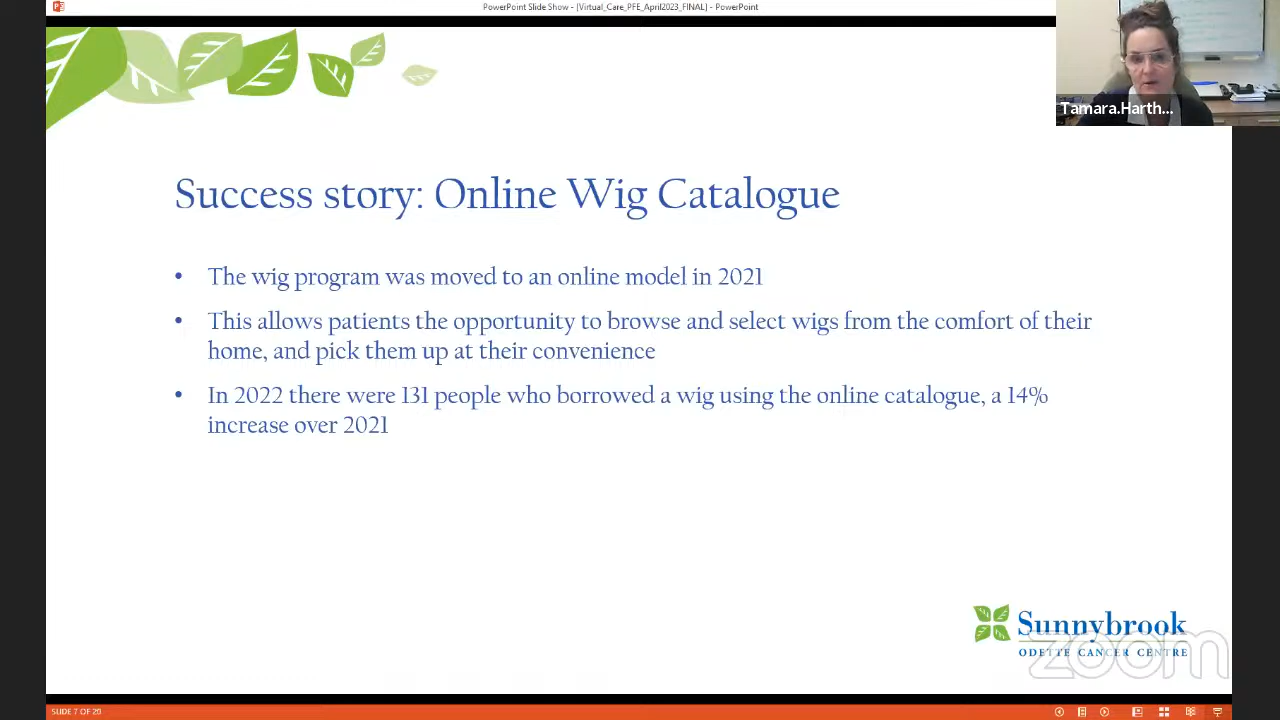 PowerPoint Slide Show - [Virtual_Care_PFE_April2023_FINAL] - PowerPoint
Tamara.Harth...
Success story: Online Wig Catalogue
• The wig program was moved to an online model in 2021
• This allows patients the opportunity to browse and select wigs from the comfort of their
home, and pick them up at their convenience
• In 2022 there were 131 people who borrowed a wig using the online catalogue, a 14%
increase over 2021
Sunnybrook
ODETTE CANCER CENTRE
zoom
SLIDE 7 OF 20